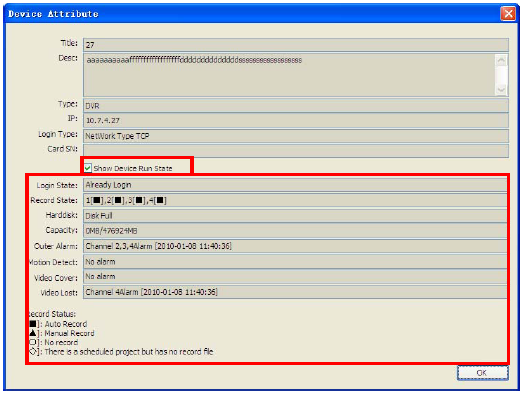 Device Attribute
Title: 27
Desc: aaaaaaaaaaffffffffffffffffffddddddddddddddssssssssssssssssss
Type: DVR
IP: 10.7.4.27
Login Type: NetWork Type TCP
Card SN:
Show Device Run State
Login State: Already Login
Record State: 1[■],2[■],3[■],4[■]
Harddisk: Disk Full
Capacity: 0MB/476924MB
Outer Alarm: Channel 2,3,4Alarm [2010-01-08 11:40:36]
Motion Detect: No alarm
Video Cover: No alarm
Video Lost: Channel 4Alarm [2010-01-08 11:40:36]
ecord Status:
■]: Auto Record
▲]: Manual Record
○]: No record
◇]: There is a scheduled project but has no record file
OK